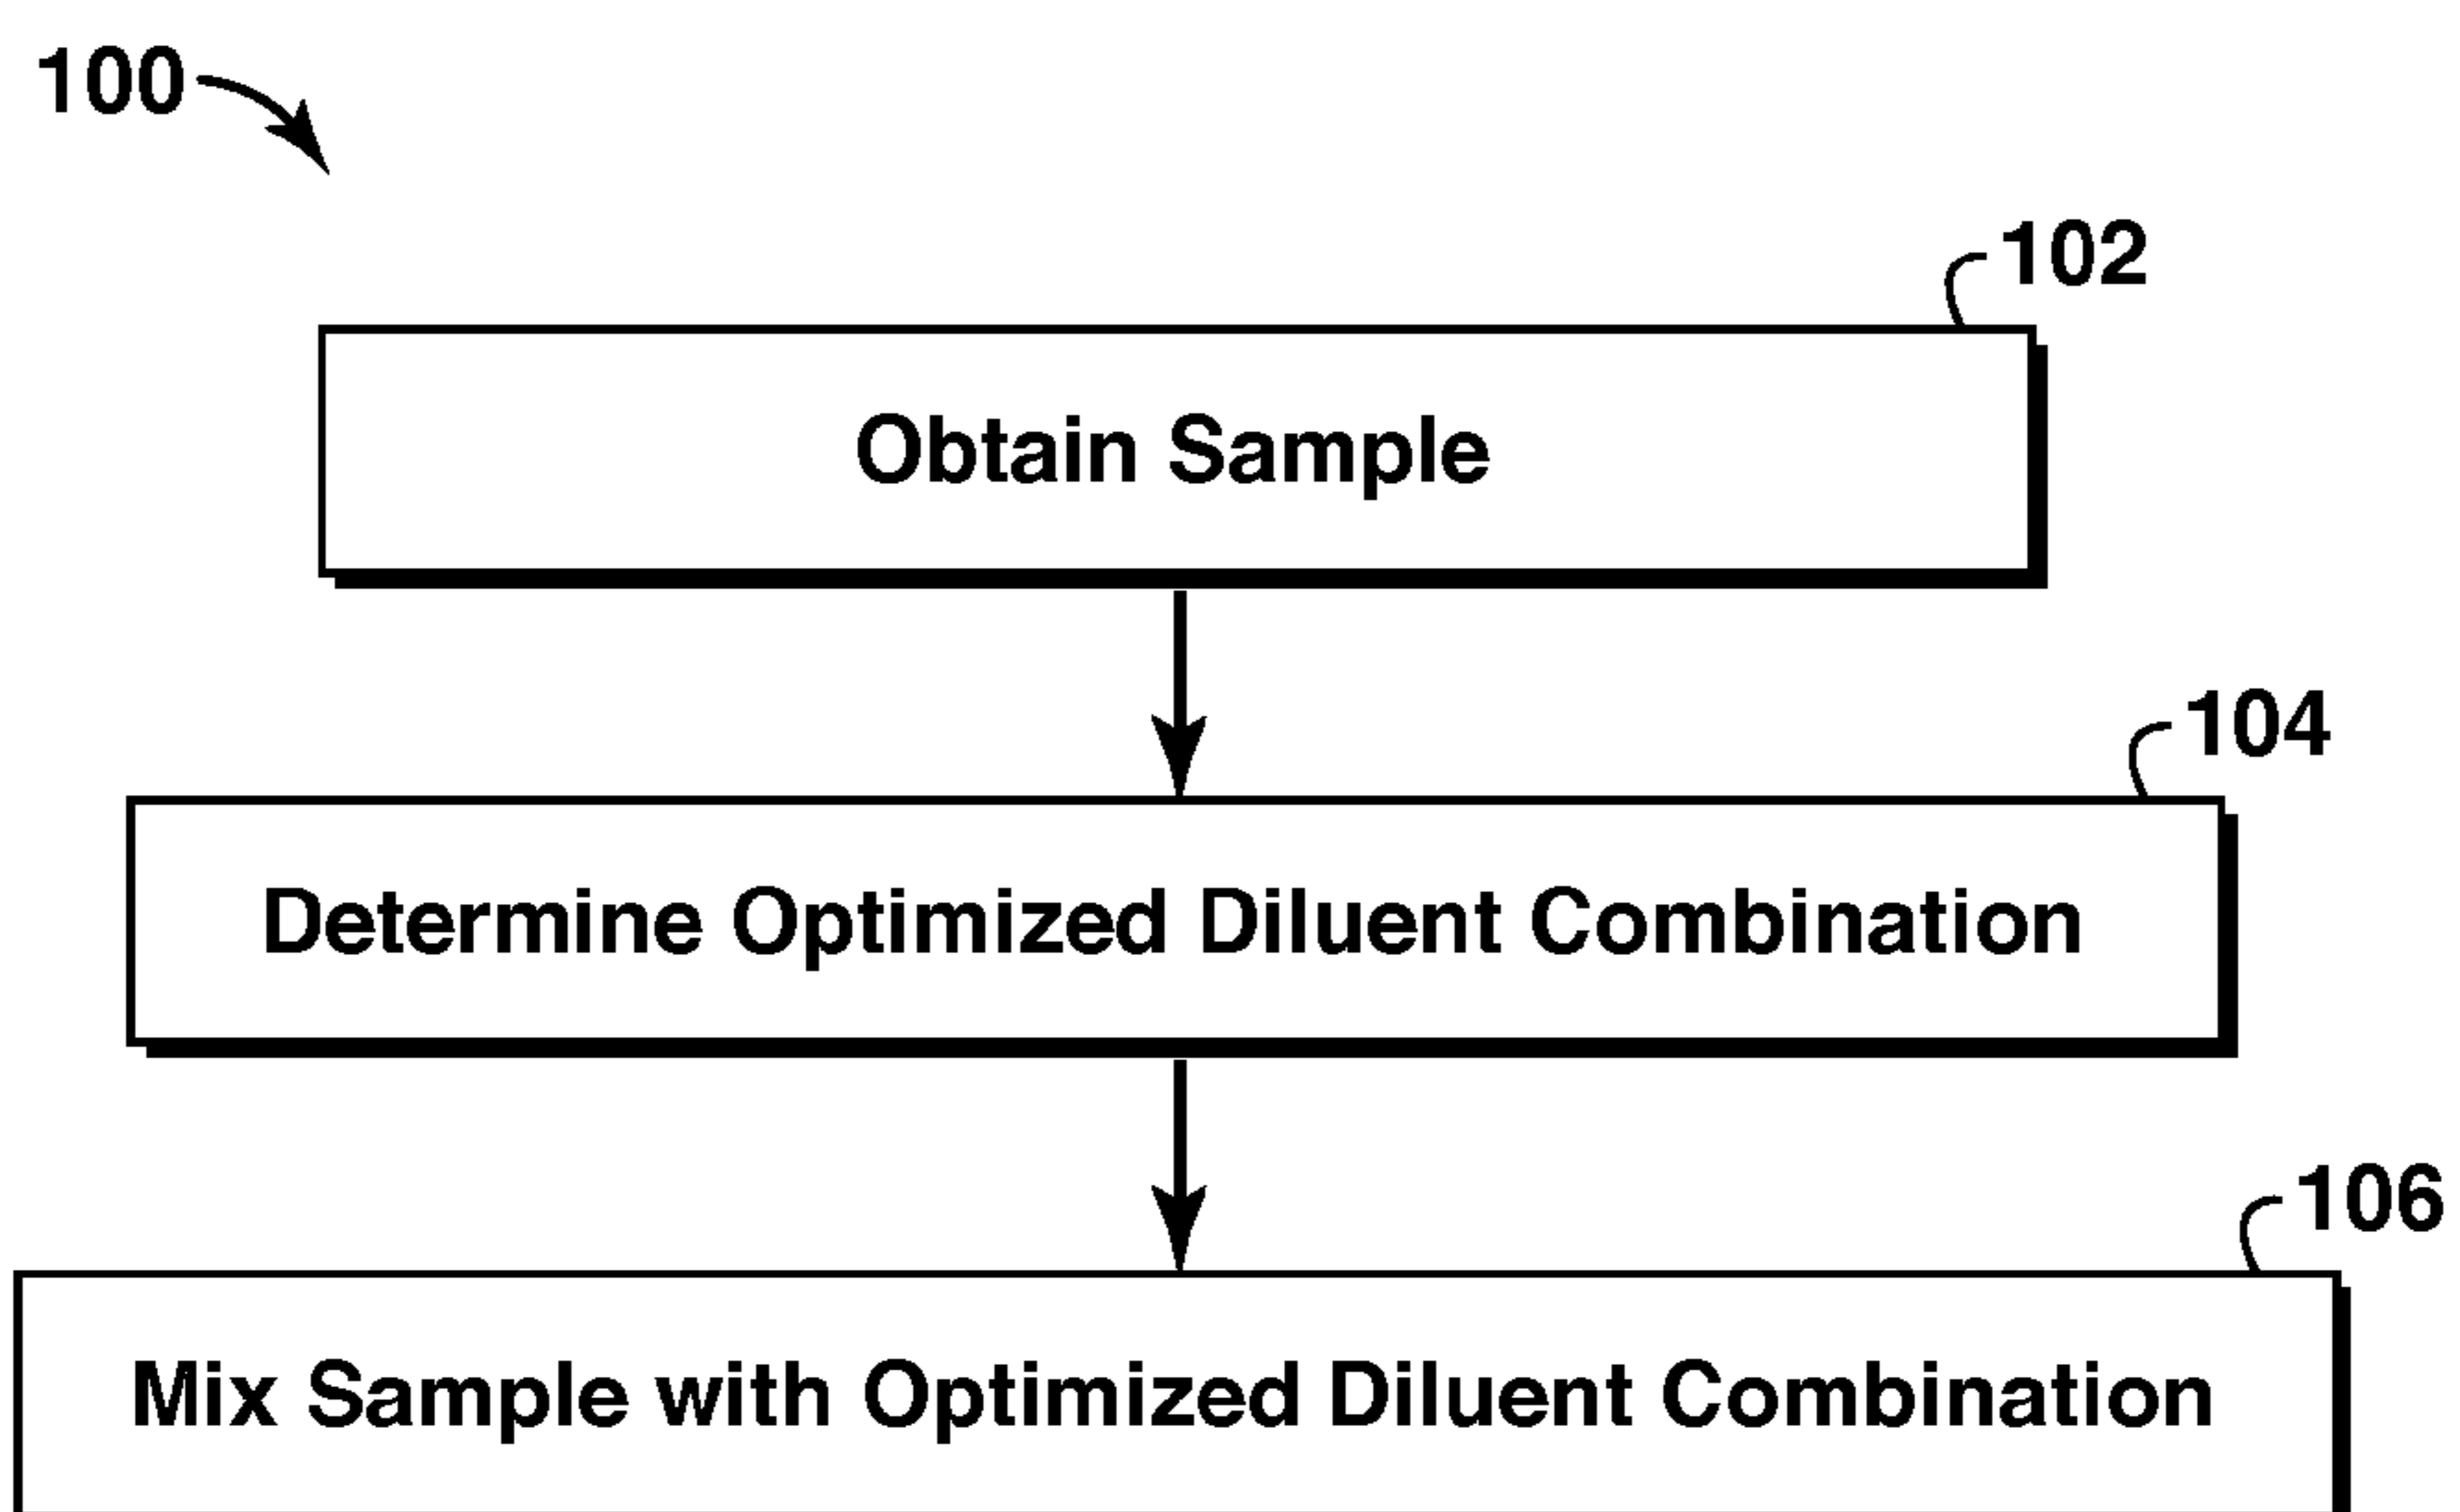 100
102
Obtain Sample
104
Determine Optimized Diluent Combination
106
Mix Sample with Optimized Diluent Combination